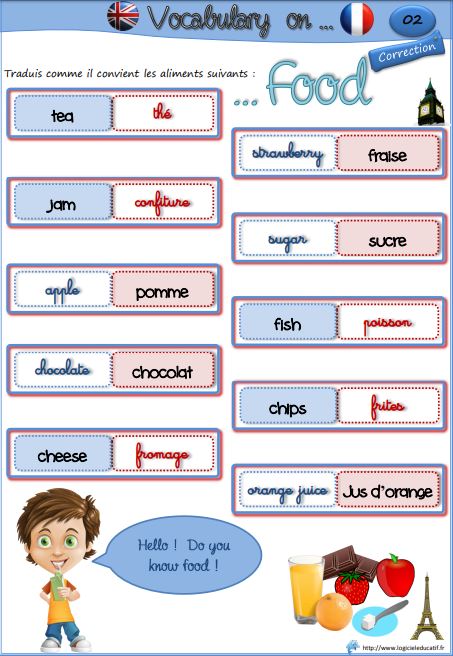 Vocabulary on ...
02
Correction
Traduis comme il convient les aliments suivants :
... Food
tea thé
jam confiture
apple pomme
chocolate chocolat
cheese fromage
strawberry fraise
sugar sucre
fish poisson
chips frites
orange juice Jus d'orange
Hello ! Do you
know food !
http://www.logicieleducatif.fr